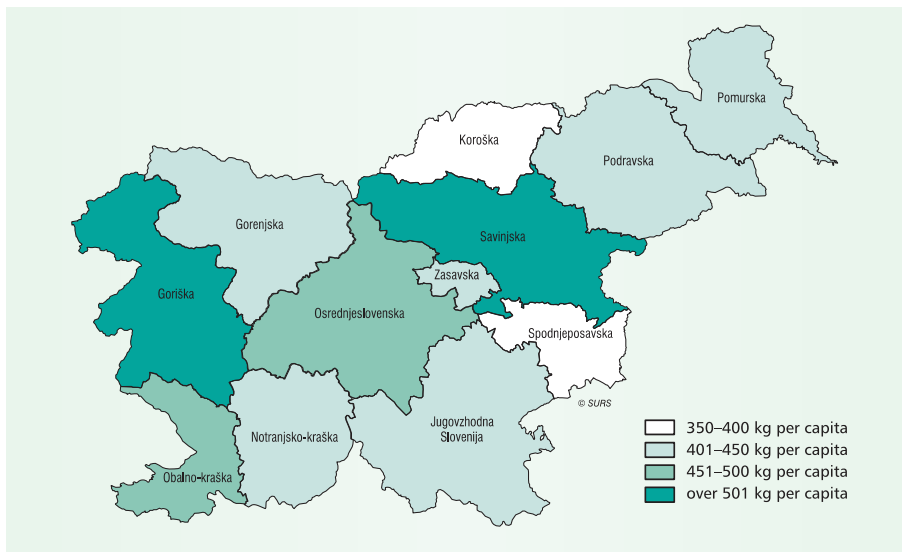 Pomurska
Koroška
Podravska
Gorenjska
Savinjska
Zasavska
Goriška
Osrednjeslovenska
Spodnjeposavska
© SURS
Jugovzhodna
Slovenija
Notranjsko-kraška
Obalno-kraška
350–400 kg per capita
401–450 kg per capita
451–500 kg per capita
over 501 kg per capita